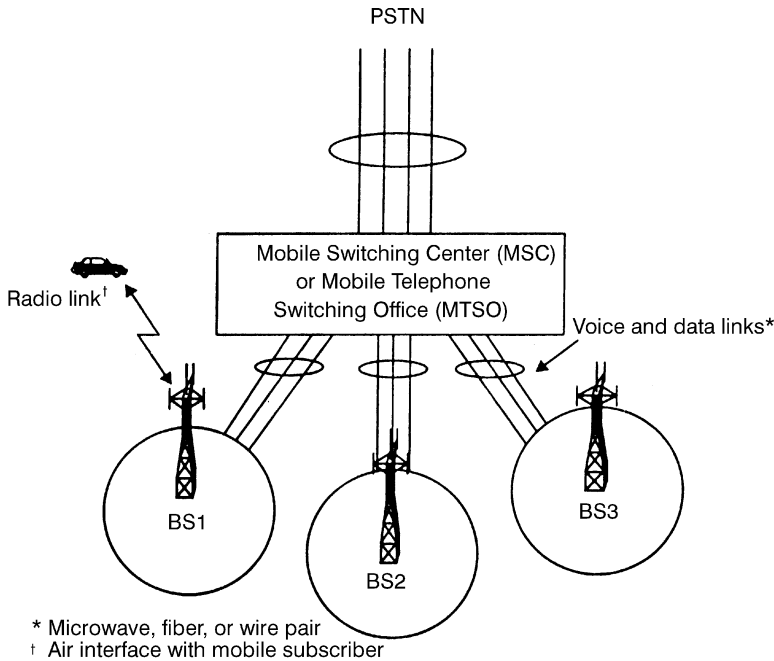 PSTN
Mobile Switching Center (MSC)
or Mobile Telephone
Switching Office (MTSO)
Radio link†
Voice and data links*
BS1
BS2
BS3
* Microwave, fiber, or wire pair
† Air interface with mobile subscriber